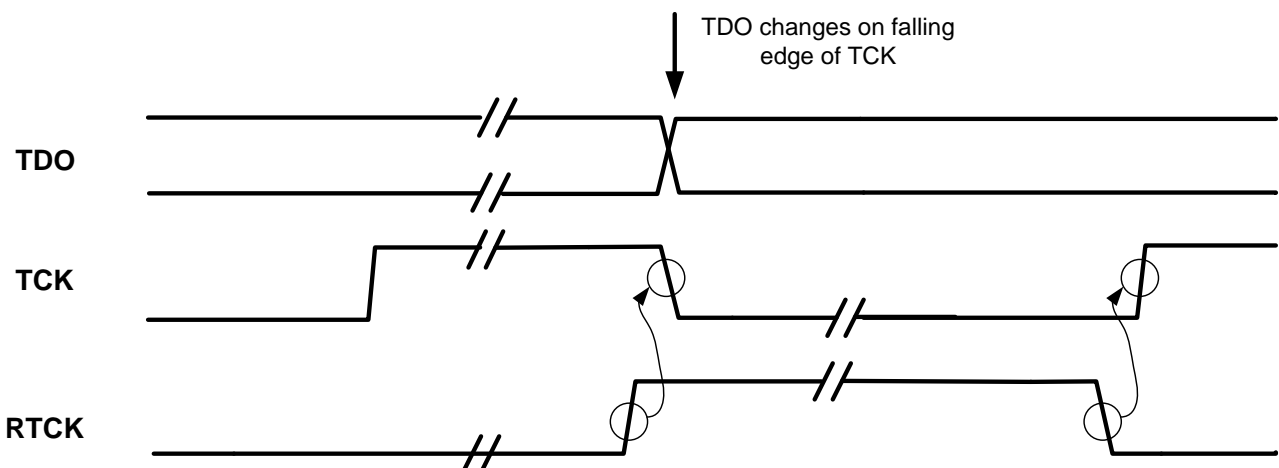 TDO changes on falling
edge of TCK
TDO
TCK
RTCK